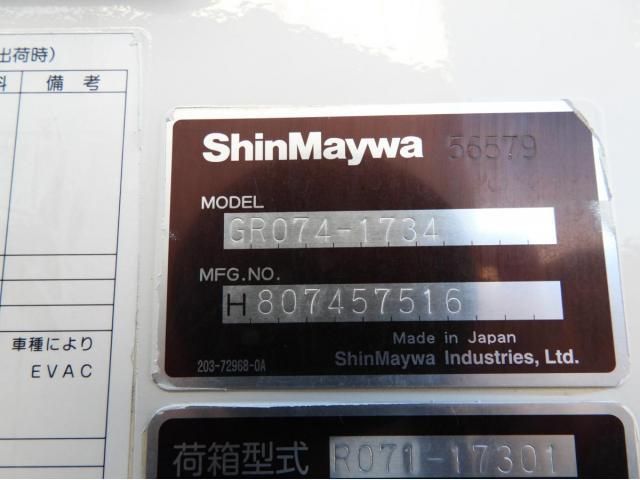 出荷時)
料 備考
車種により
EVAC
ShinMaywa 56579
MODEL
GR074-1734
MFG.NO.
H 807457516
Made in Japan
203-72968-0A ShinMaywa Industries, Ltd.
荷箱型式 R071-17301